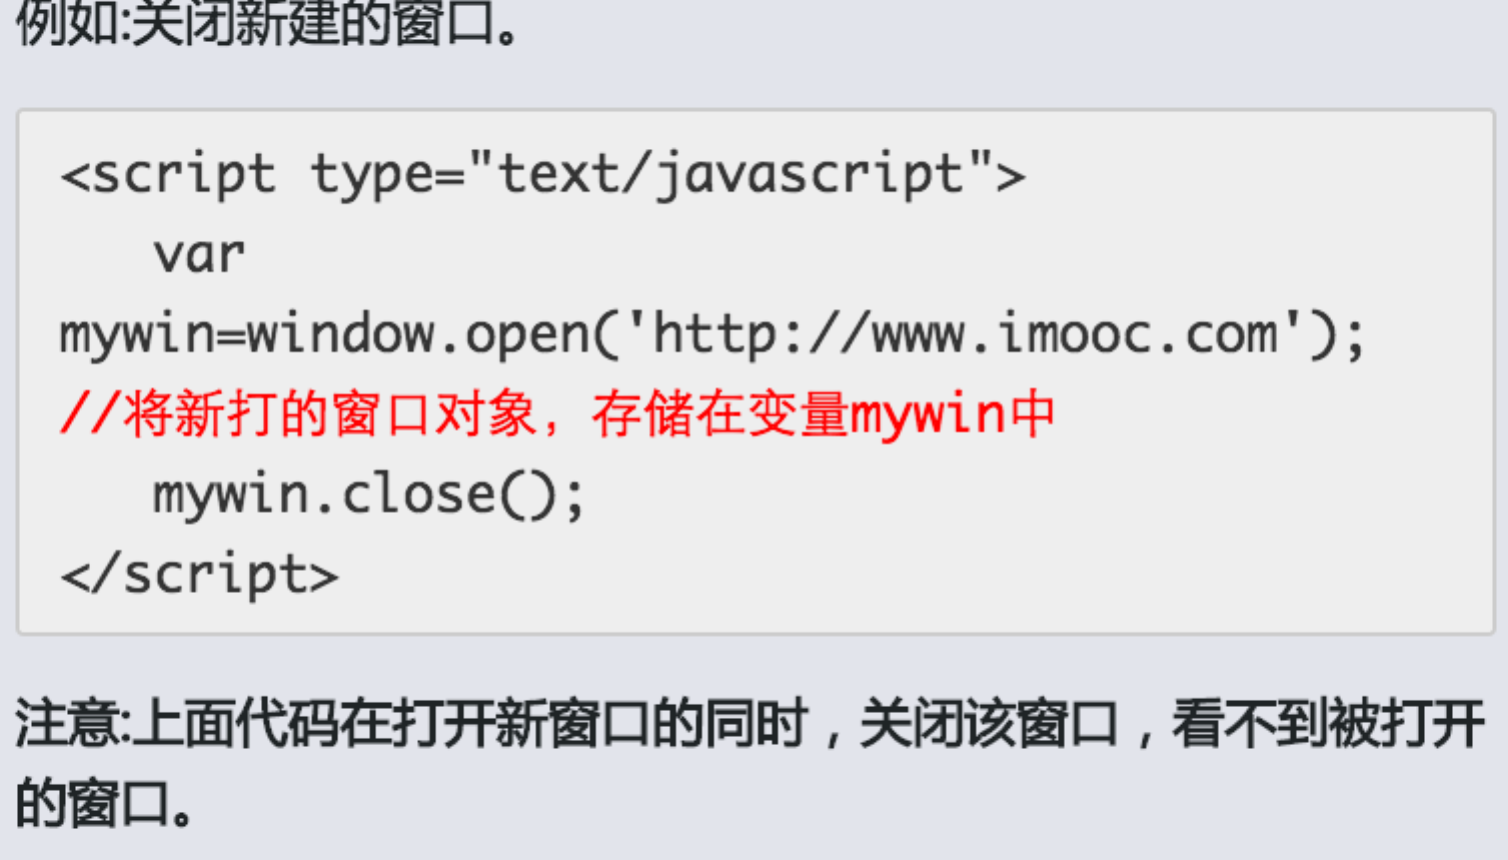 例如:关闭新建的窗口。
<script type="text/javascript">
var
mywin=window.open('http://www.imooc.com');
//将新打的窗口对象，存储在变量mywin中
mywin.close();
</script>
注意:上面代码在打开新窗口的同时，关闭该窗口，看不到被打开
的窗口。